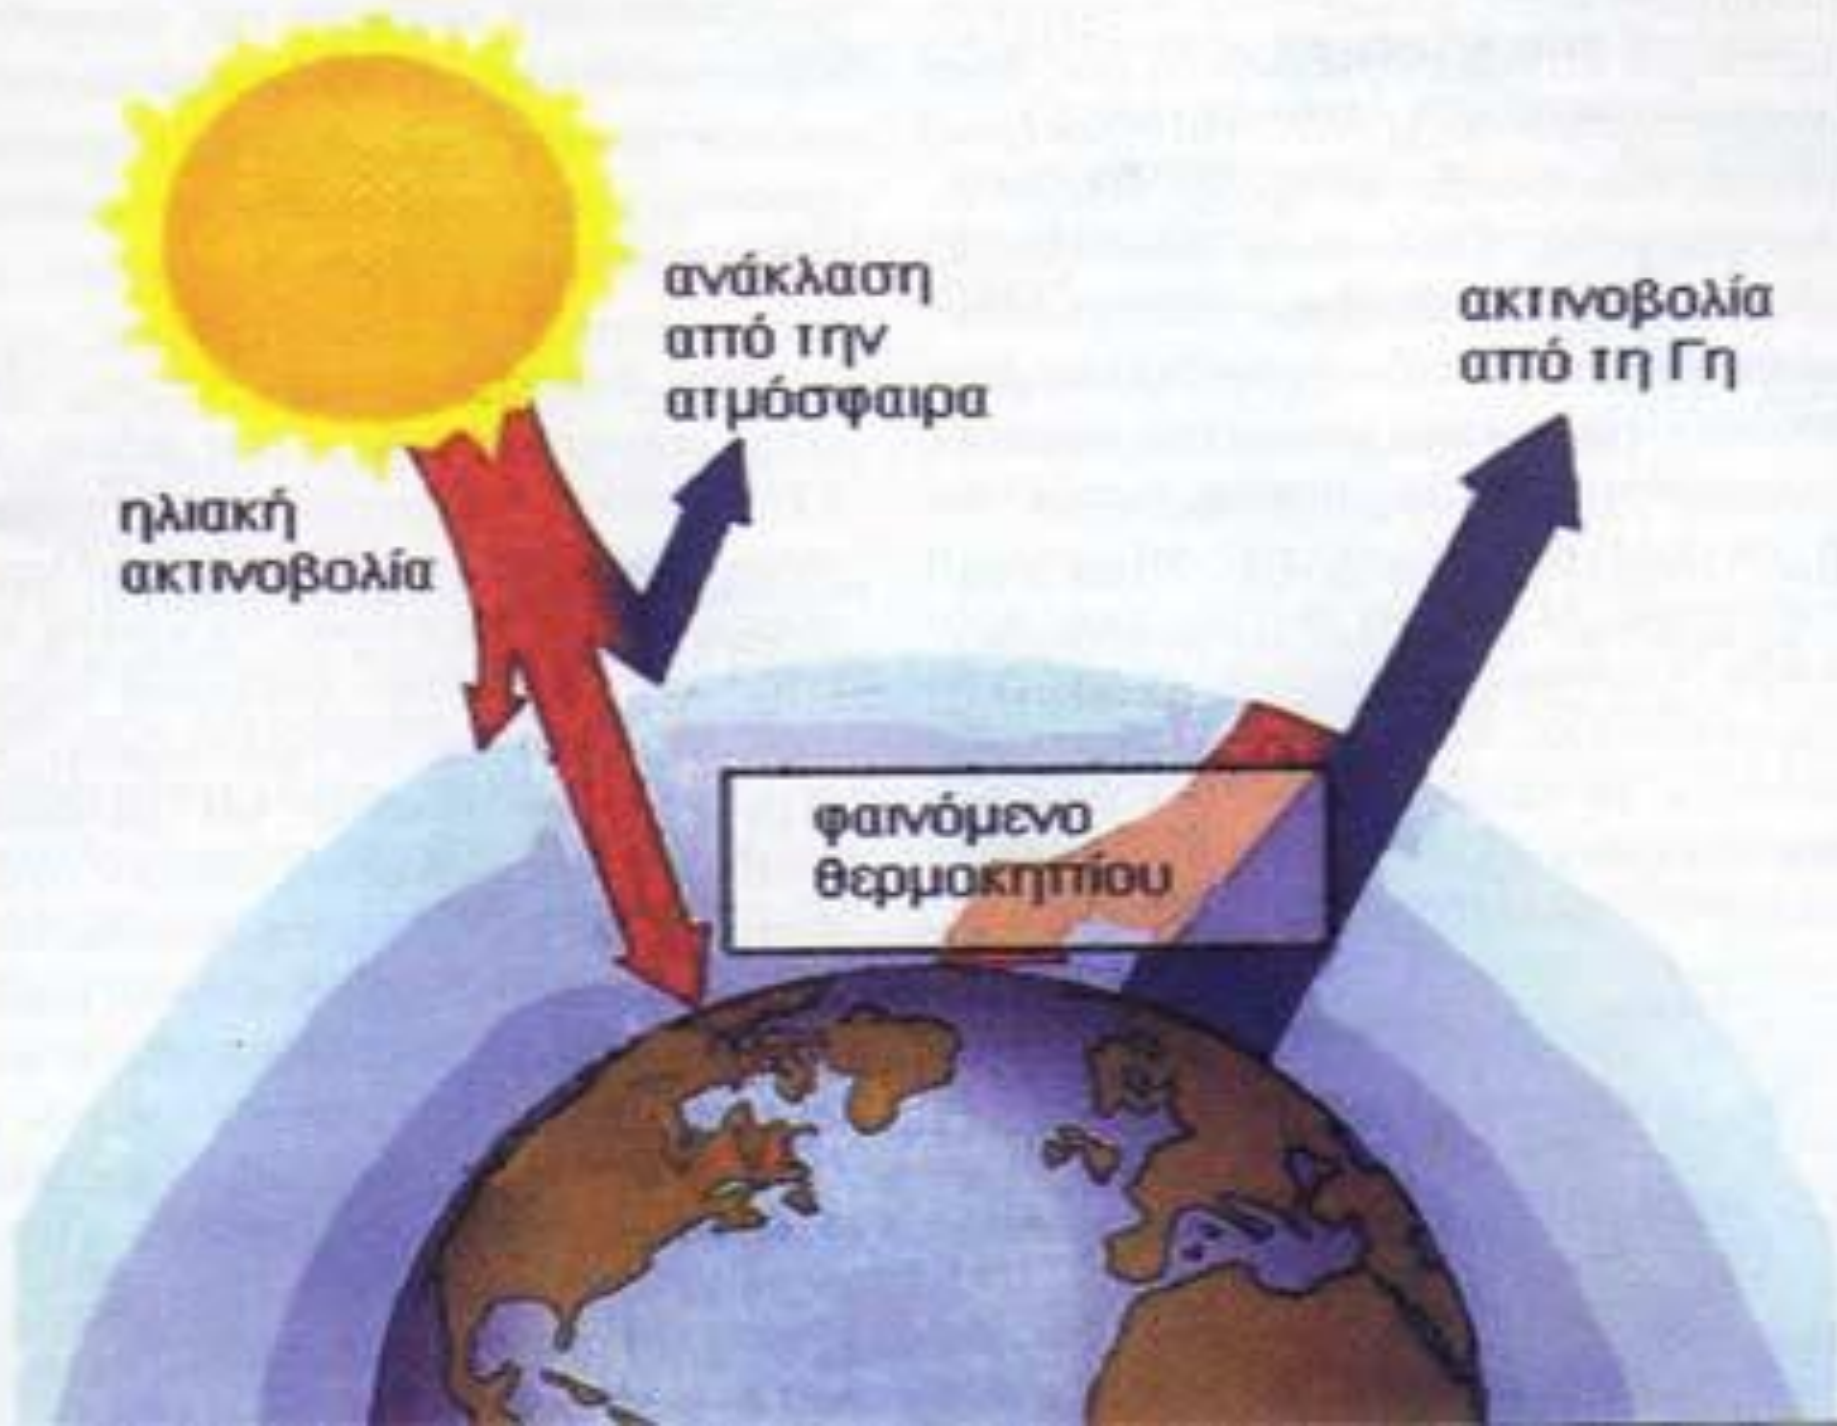 ανάκλαση
από την
ατμόσφαιρα
ακτινοβολία
από τη Γη
ηλιακή
ακτινοβολία
φαινόμενο
θερμοκηπίου